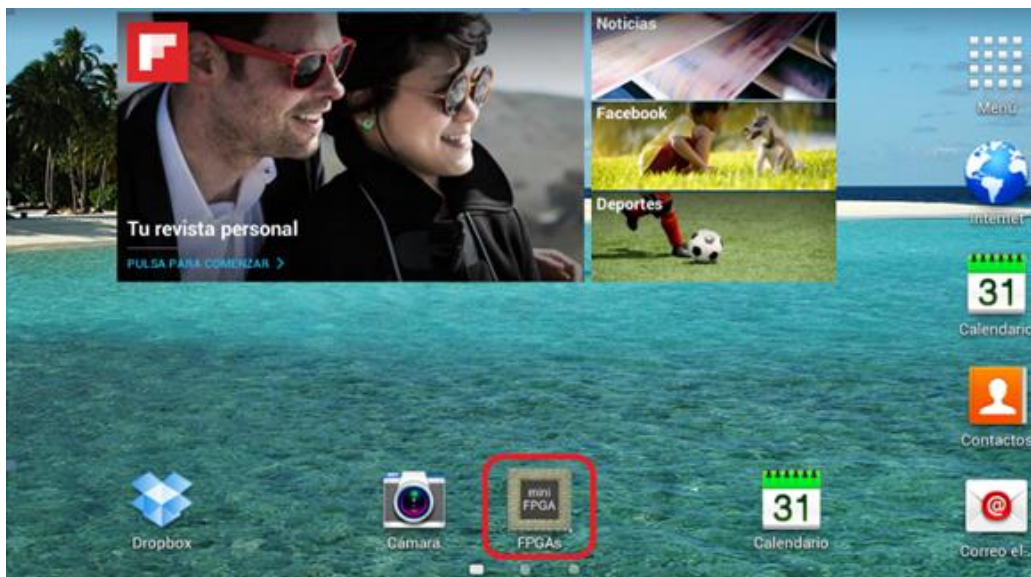 Noticias
Facebook
Deportes
Tu revista personal
PULSA PARA COMENZAR >
Menú
Internet
31
Calendario
Contactos
Correo el..
Dropbox
Cámara
mini
FPGA
FPGAs
31
Calendario